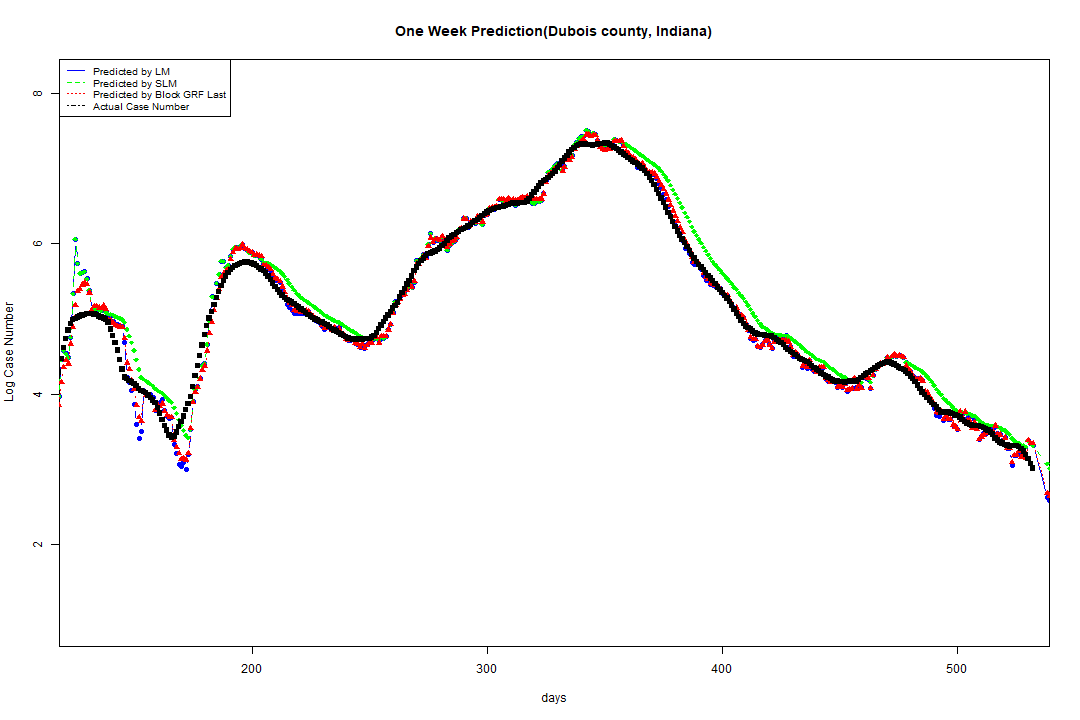 One Week Prediction(Dubois county, Indiana)
Predicted by LM
Predicted by SLM
Predicted by Block GRF Last
Actual Case Number
8
6
4
2
Log Case Number
200 300 400 500
days